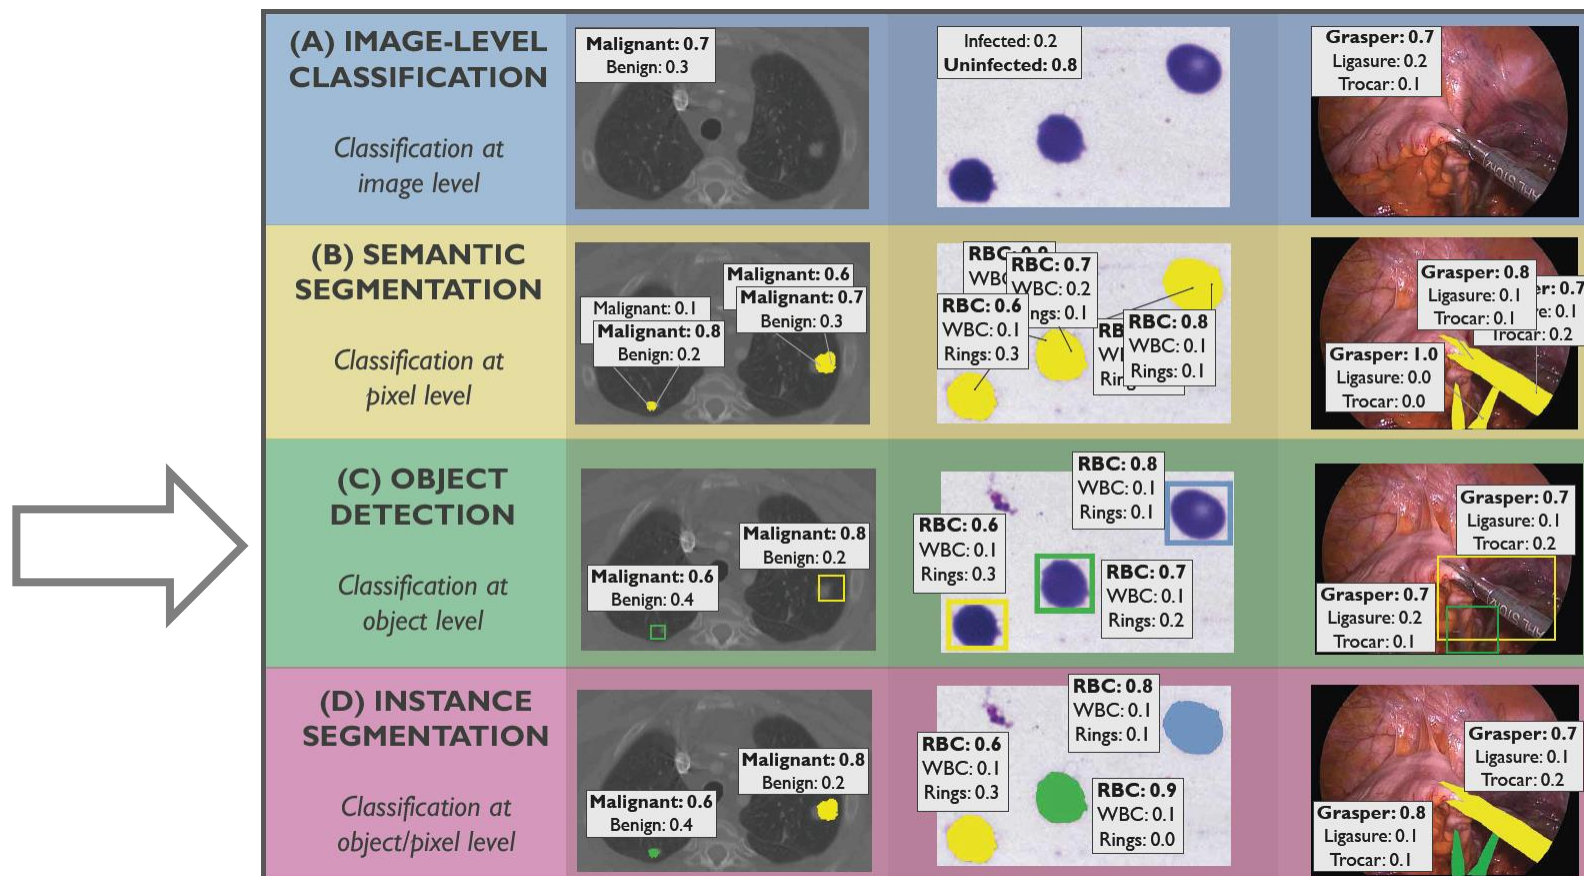 (A) IMAGE-LEVEL
CLASSIFICATION
Classification at
image level
Malignant: 0.7
Benign: 0.3
Infected: 0.2
Uninfected: 0.8
Grasper: 0.7
Ligasure: 0.2
Trocar: 0.1
(B) SEMANTIC
SEGMENTATION
Classification at
pixel level
Malignant: 0.1
Malignant: 0.8
Benign: 0.2
Malignant: 0.6
Malignant: 0.7
Benign: 0.3
RBC: 0.7
WBC: 0.2
RBC: 0.6
WBC: 0.1
Rings: 0.3
RBC: 0.8
WBC: 0.1
Rings: 0.1
Grasper: 0.8
Ligasure: 0.1
Trocar: 0.1
Trocar: 0.2
Grasper: 1.0
Ligasure: 0.0
Trocar: 0.0
(C) OBJECT
DETECTION
Classification at
object level
Malignant: 0.6
Benign: 0.4
Malignant: 0.8
Benign: 0.2
RBC: 0.6
WBC: 0.1
Rings: 0.3
RBC: 0.8
WBC: 0.1
Rings: 0.1
RBC: 0.7
WBC: 0.1
Rings: 0.2
Grasper: 0.7
Ligasure: 0.1
Trocar: 0.2
Grasper: 0.7
Ligasure: 0.2
Trocar: 0.1
(D) INSTANCE
SEGMENTATION
Classification at
object/pixel level
Malignant: 0.6
Benign: 0.4
Malignant: 0.8
Benign: 0.2
RBC: 0.6
WBC: 0.1
Rings: 0.3
RBC: 0.8
WBC: 0.1
Rings: 0.1
RBC: 0.9
WBC: 0.1
Rings: 0.0
Grasper: 0.7
Ligasure: 0.1
Trocar: 0.2
Grasper: 0.8
Ligasure: 0.1
Trocar: 0.1